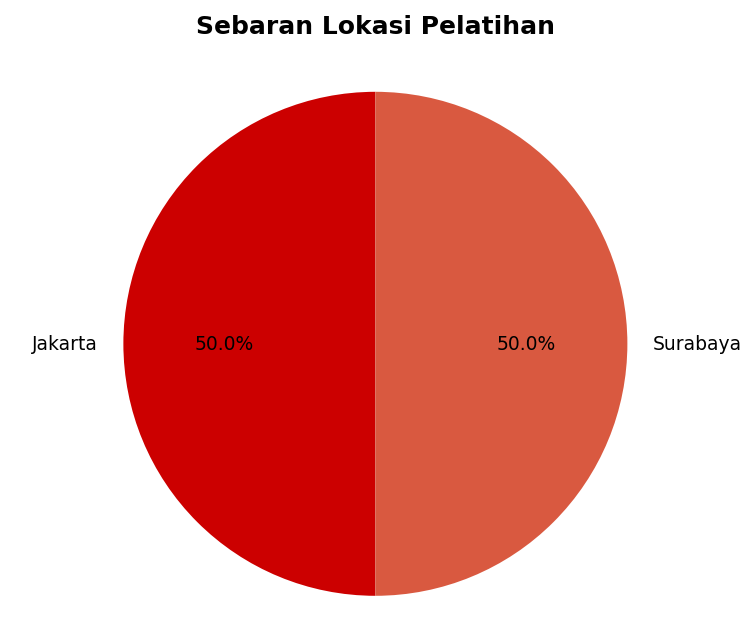 Sebaran Lokasi Pelatihan
Jakarta
50.0%
50.0%
Surabaya